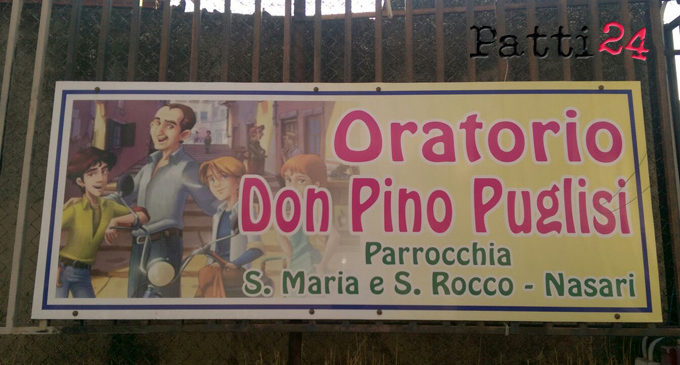 Patti24
Oratorio
Don Pino Puglisi
Parrocchia
S. Maria e S. Rocco - Nasari